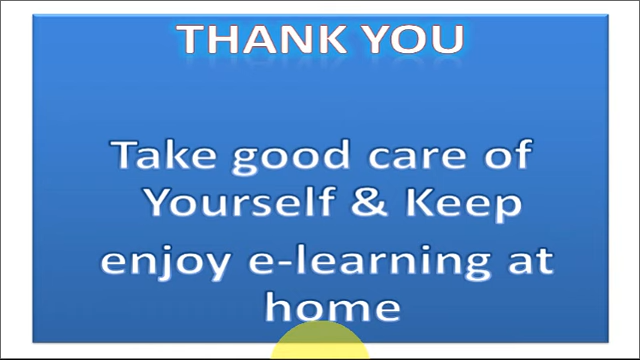 THANK YOU
Take good care of
Yourself & Keep
enjoy e-learning at
home